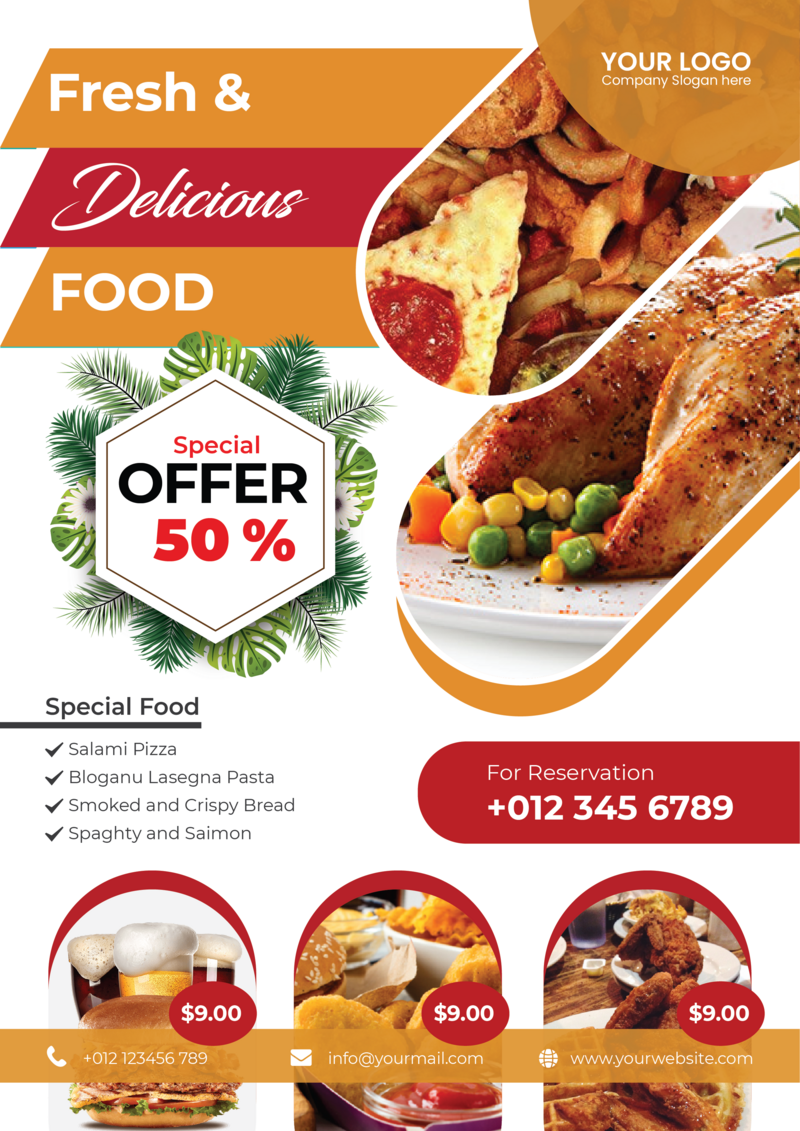 YOUR LOGO
Company Slogan here
Fresh &
Delicious
FOOD
Special
OFFER
50 %
Special Food
Salami Pizza
Bloganu Lasegna Pasta
Smoked and Crispy Bread
Spaghty and Saimon
For Reservation
+012 345 6789
$9.00
$9.00
$9.00
+012 123456 789
info@yourmail.com
www.yourwebsite.com